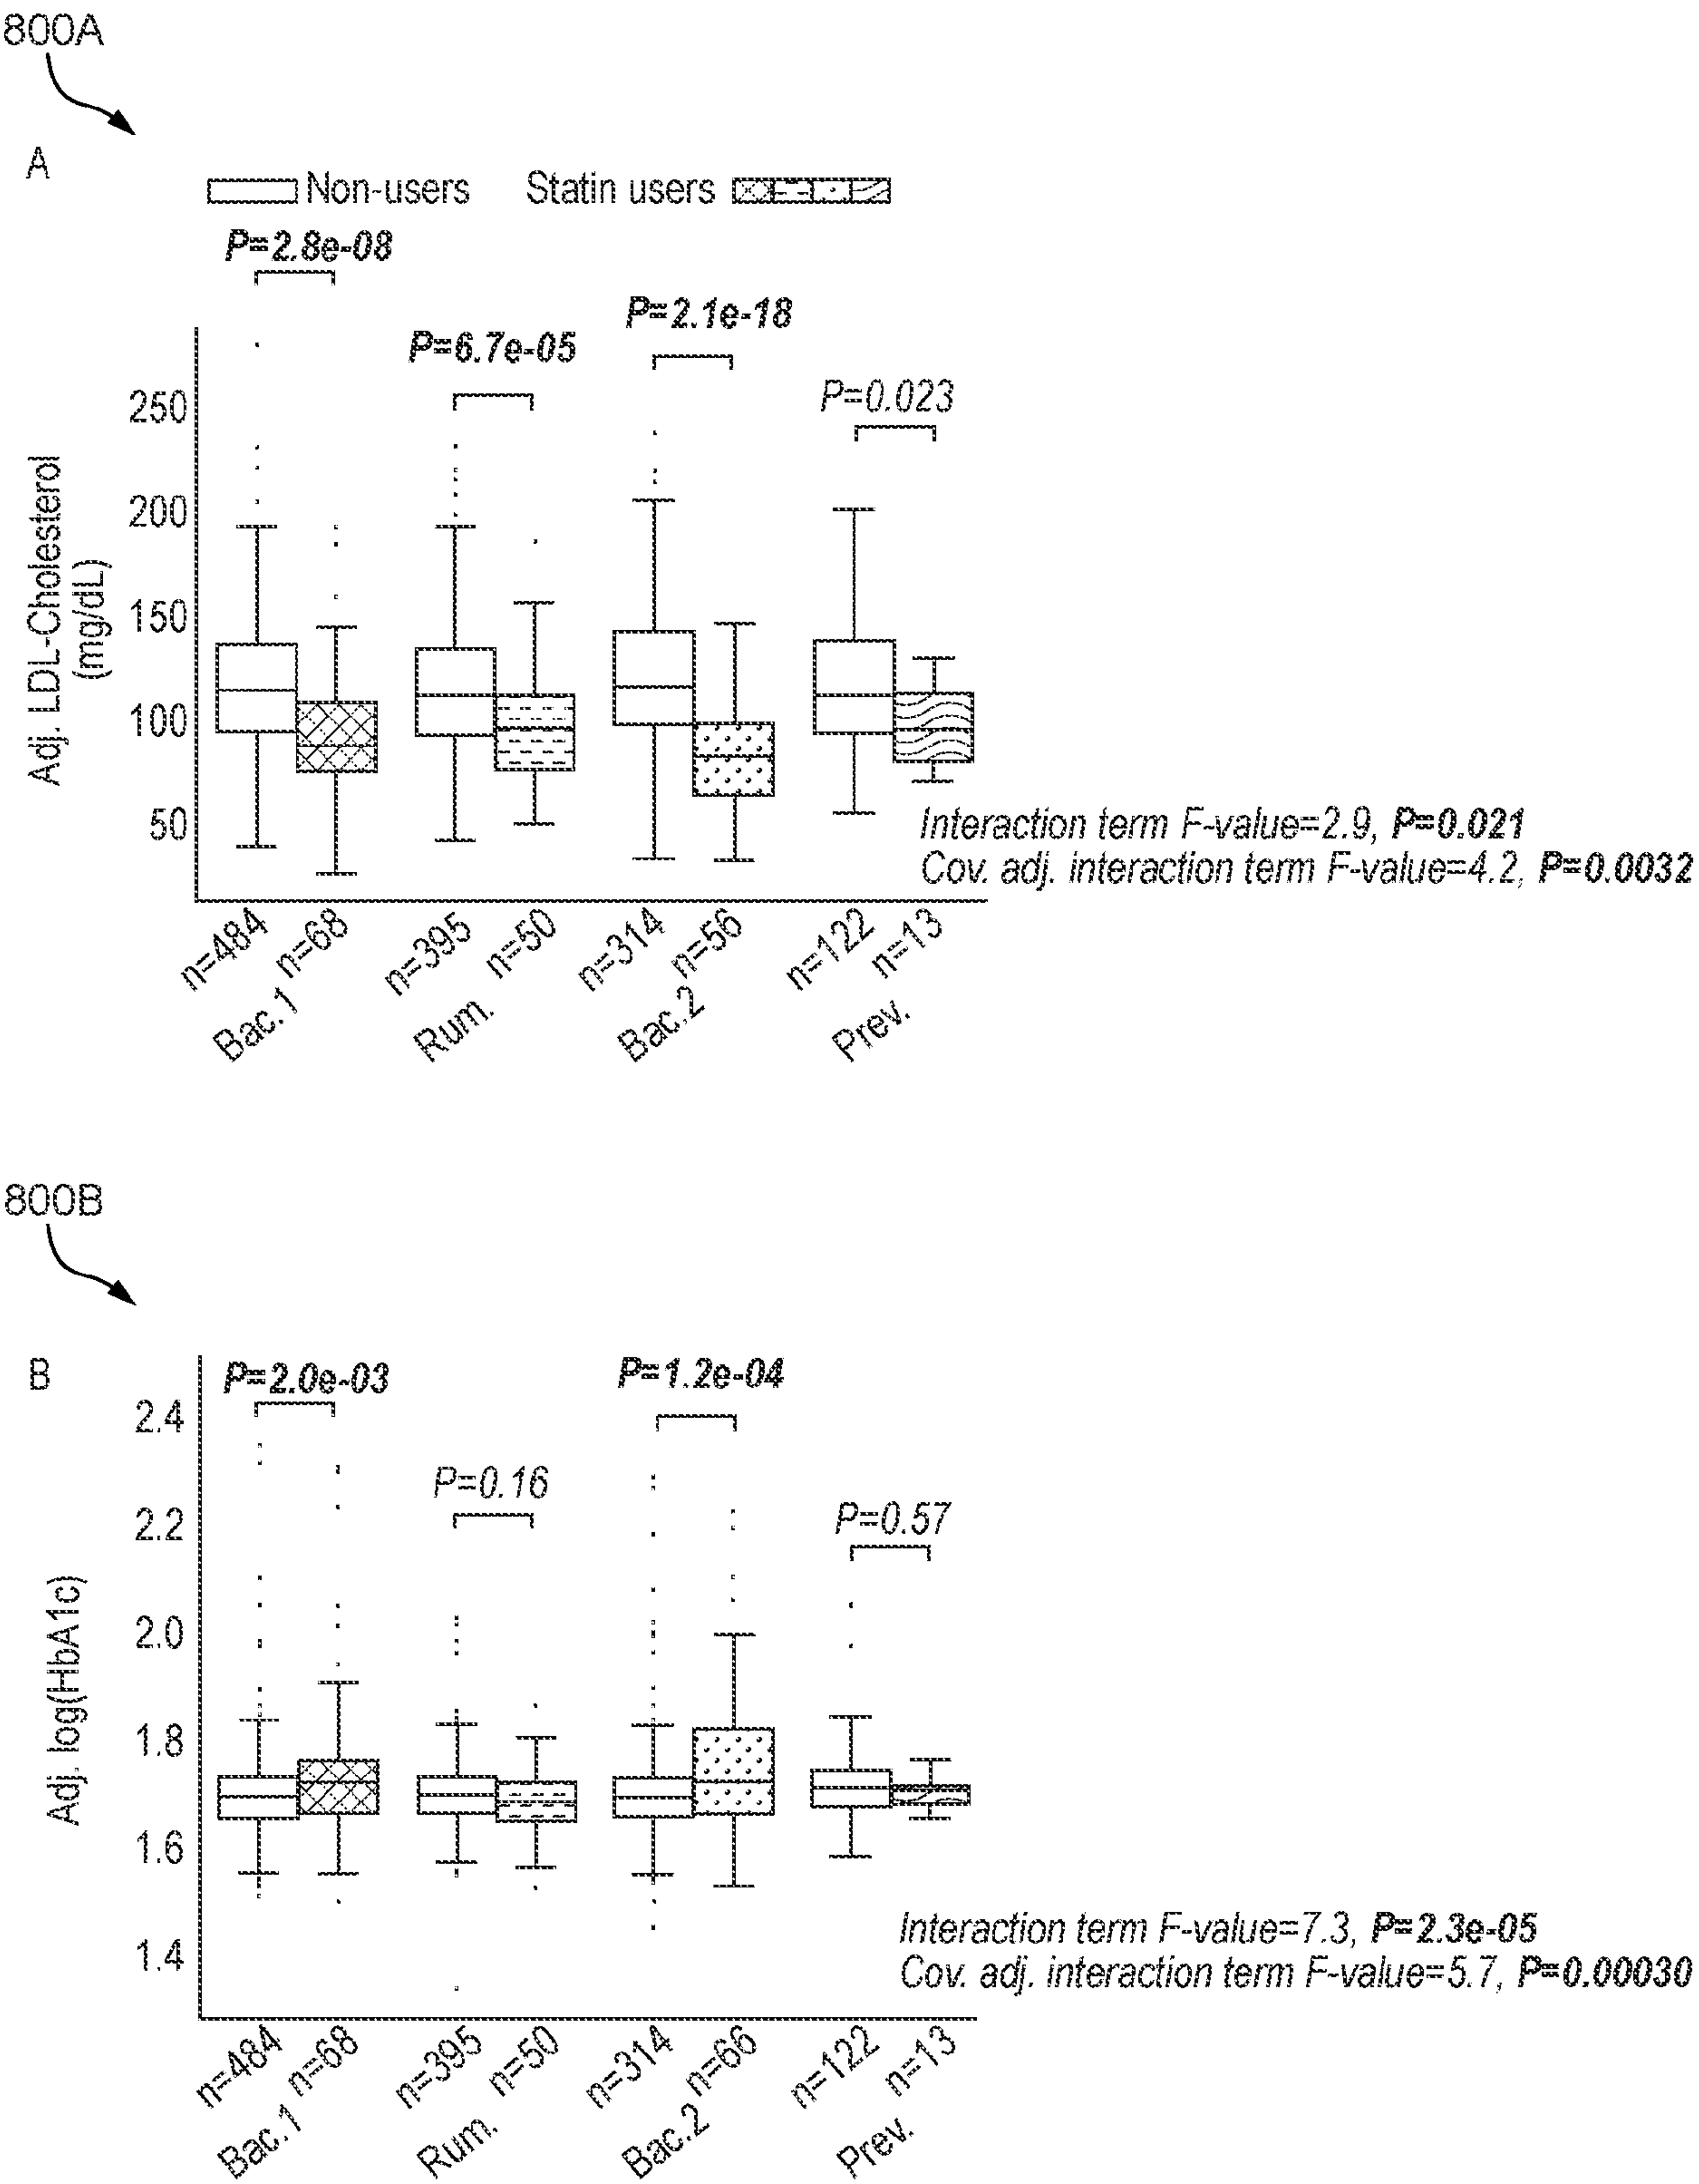 800A
A
Non-users Statin users
P=2.8e-08
P=6.7e-05
P=2.1e-18
P=0.023
Adj. LDL-Cholesterol
(mg/dL)
250
200
150
100
50
Interaction term F-value=2.9, P=0.021
Cov. adj. interaction term F-value=4.2, P=0.0032
n=484 n=68 n=395 n=50 n=314 n=56 n=122 n=13
Bac.1 Rum. Bac.2 Prev.
800B
B
P=2.0e-03
P=0.16
P=1.2e-04
P=0.57
Adj. log(HbA1c)
2.4
2.2
2.0
1.8
1.6
1.4
Interaction term F-value=7.3, P=2.3e-05
Cov. adj. interaction term F-value=5.7, P=0.00030
n=484 n=68 n=395 n=50 n=314 n=66 n=122 n=13
Bac.1 Rum. Bac.2 Prev.